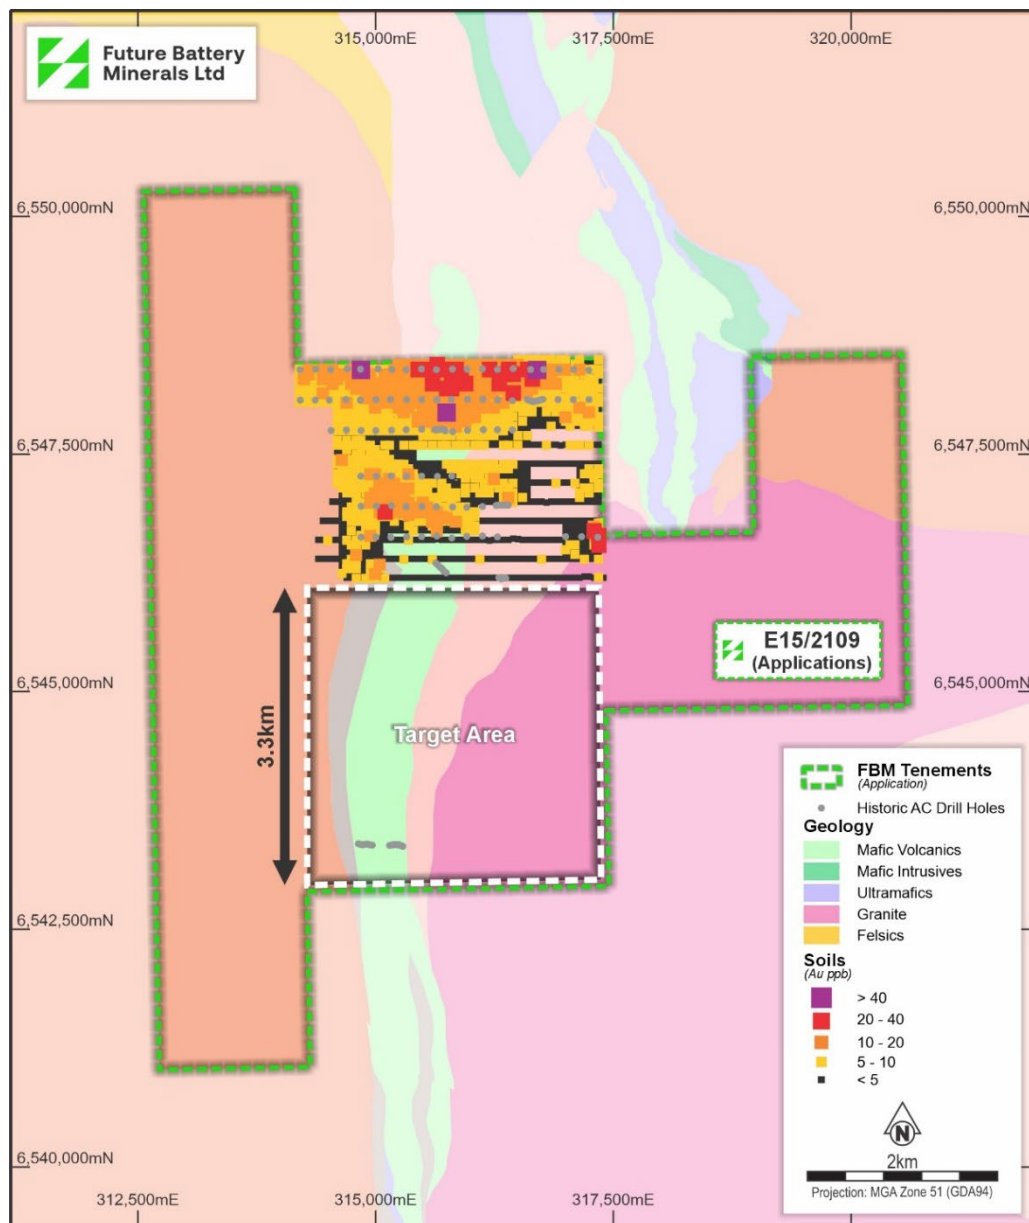 Future Battery
Minerals Ltd
315,000mE
317,500mE
320,000mE
6,550,000mN
6,550,000mN
6,547,500mN
6,547,500mN
E15/2109
(Applications)
6,545,000mN
6,545,000mN
3.3km
Target Area
6,542,500mN
6,540,000mN
312,500mE
315,000mE
317,500mE
FBM Tenements
(Application)
Historic AC Drill Holes
Geology
Mafic Volcanics
Mafic Intrusives
Ultramafics
Granite
Felsics
Soils
(Au ppb)
> 40
20 - 40
10 - 20
5 - 10
< 5
N
2km
Projection: MGA Zone 51 (GDA94)